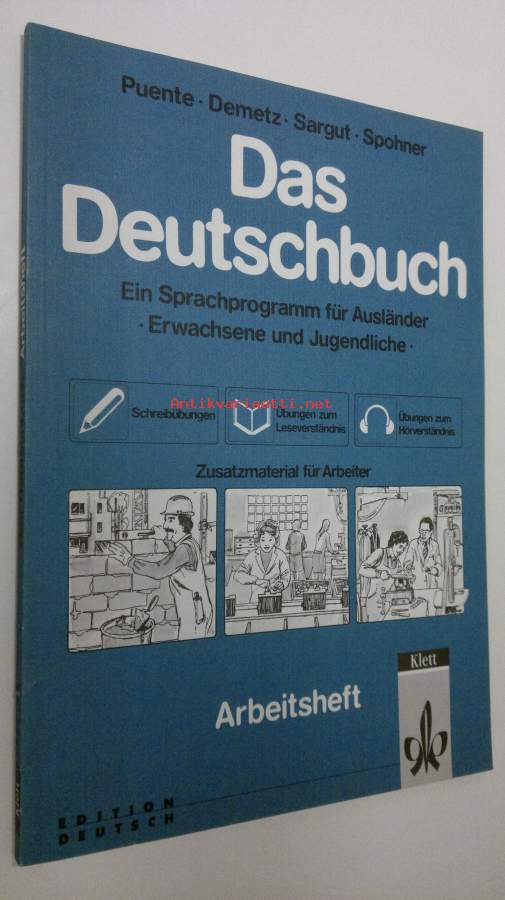 Puente · Demetz · Sargut · Spohner
Das
Deutschbuch
Ein Sprachprogramm für Ausländer
· Erwachsene und Jugendliche ·
Antikvariaatti.net
Schreibübungen
Übungen zum
Leseverständnis
Übungen zum
Hörverständnis
Zusatzmaterial für Arbeiter
Arbeitsheft
Klett
EDITION
DEUTSCH
Arbeitsheft